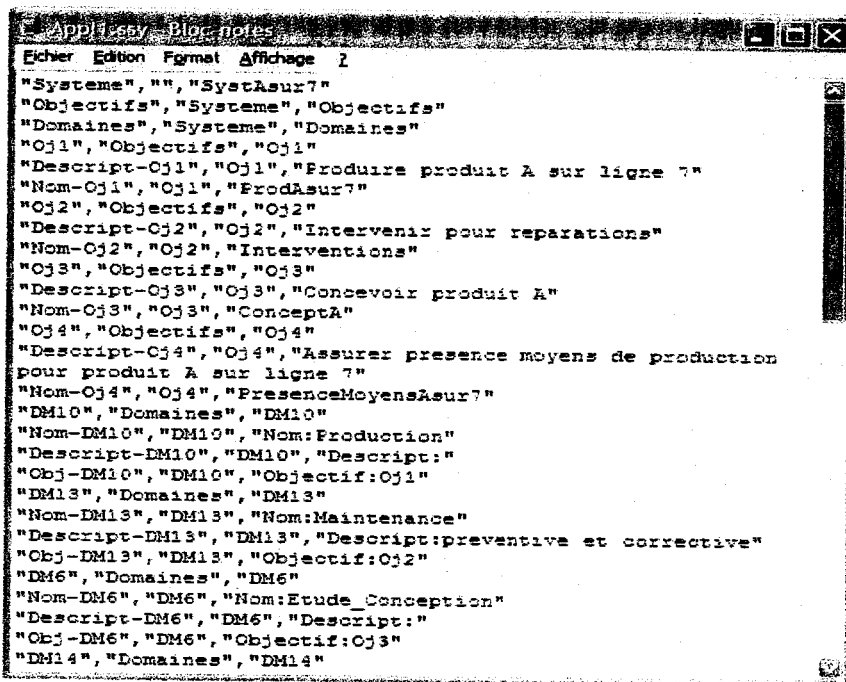 Appl1.ssy - Bloc-notes
Fichier Edition Format Affichage ?
"Systeme","","SystAsur7"
"Objectifs","Systeme","Objectifs"
"Domaines","Systeme","Domaines"
"Oj1","Objectifs","Oj1"
"Descript-Oj1","Oj1","Produire produit A sur ligne 7"
"Nom-Oj1","Oj1","ProdAsur7"
"Oj2","Objectifs","Oj2"
"Descript-Oj2","Oj2","Intervenir pour reparations"
"Nom-Oj2","Oj2","Interventions"
"Oj3","Objectifs","Oj3"
"Descript-Oj3","Oj3","Concevoir produit A"
"Nom-Oj3","Oj3","ConceptA"
"Oj4","Objectifs","Oj4"
"Descript-Oj4","Oj4","Assurer presence moyens de production
pour produit A sur ligne 7"
"Nom-Oj4","Oj4","PresenceMoyensAsur7"
"DM10","Domaines","DM10"
"Nom-DM10","DM10","Nom:Production"
"Descript-DM10","DM10","Descript:"
"Obj-DM10","DM10","Objectif:Oj1"
"DM13","Domaines","DM13"
"Nom-DM13","DM13","Nom:Maintenance"
"Descript-DM13","DM13","Descript:preventive et corrective"
"Obj-DM13","DM13","Objectif:Oj2"
"DM6","Domaines","DM6"
"Nom-DM6","DM6","Nom:Etude_Conception"
"Descript-DM6","DM6","Descript:"
"Obj-DM6","DM6","Objectif:Oj3"
"DM14","Domaines","DM14"